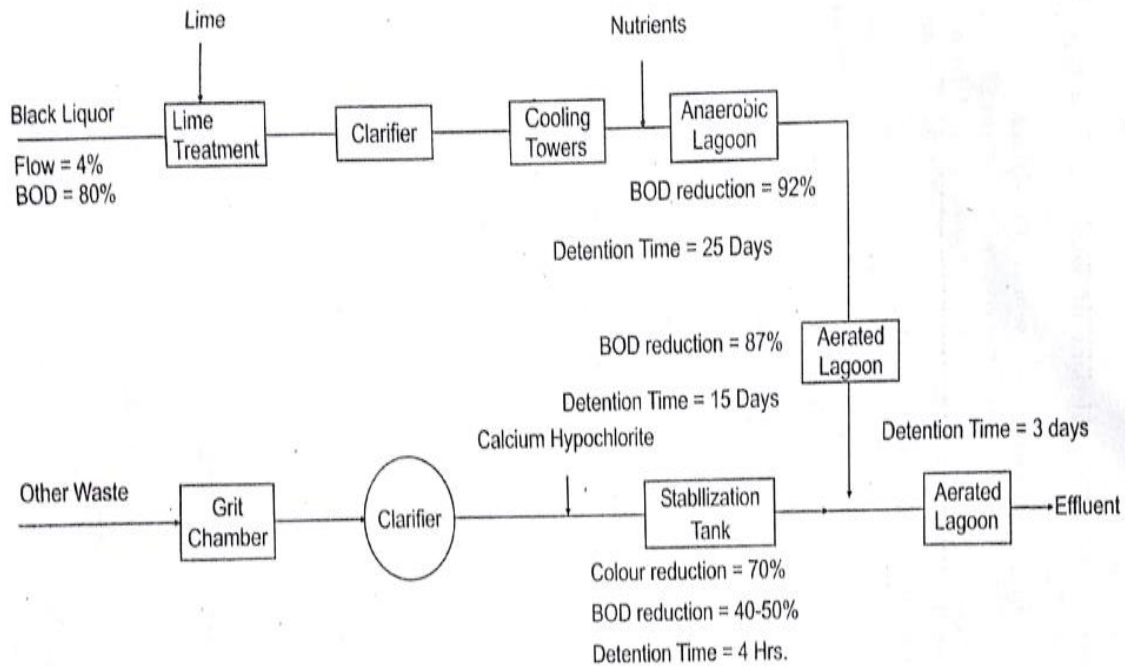 Lime
Nutrients
Black Liquor
Flow = 4%
BOD = 80%
Lime
Treatment
Clarifier
Cooling
Towers
Anaerobic
Lagoon
BOD reduction = 92%
Detention Time = 25 Days
BOD reduction = 87%
Aerated
Lagoon
Detention Time = 15 Days
Calcium Hypochlorite
Detention Time = 3 days
Other Waste
Grit
Chamber
Clarifier
Stabllization
Tank
Aerated
Lagoon
Effluent
Colour reduction = 70%
BOD reduction = 40-50%
Detention Time = 4 Hrs.